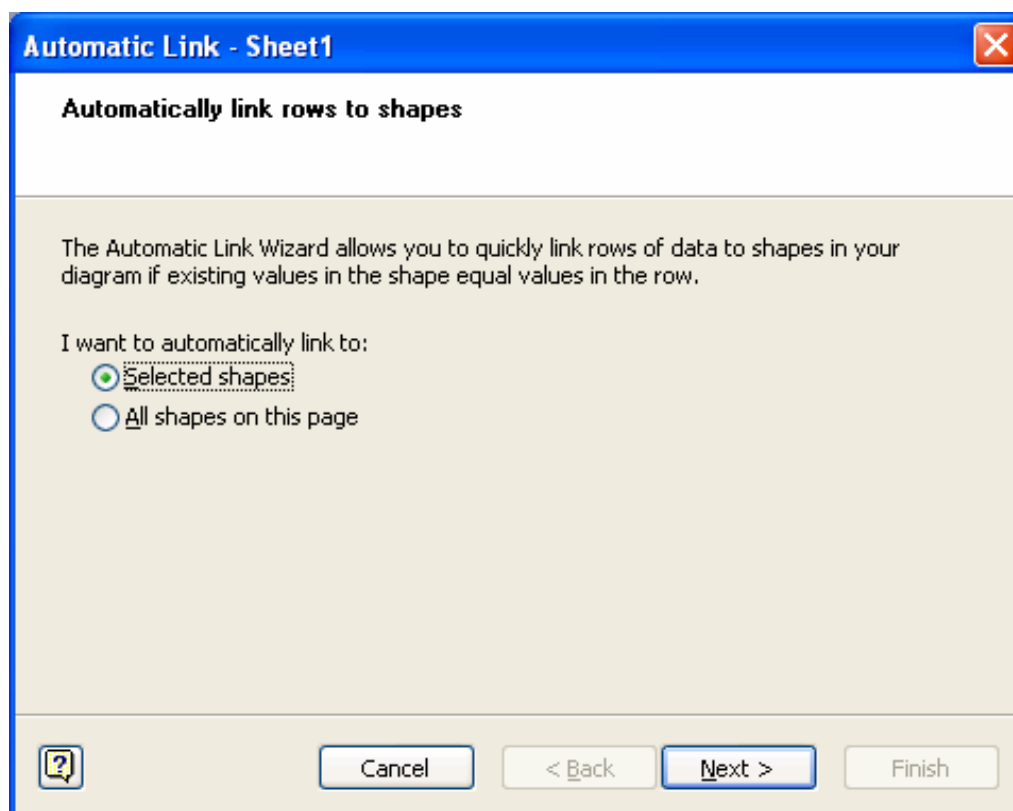 Automatic Link - Sheet1
Automatically link rows to shapes
The Automatic Link Wizard allows you to quickly link rows of data to shapes in your
diagram if existing values in the shape equal values in the row.
I want to automatically link to:
Selected shapes
All shapes on this page
? Cancel < Back Next > Finish